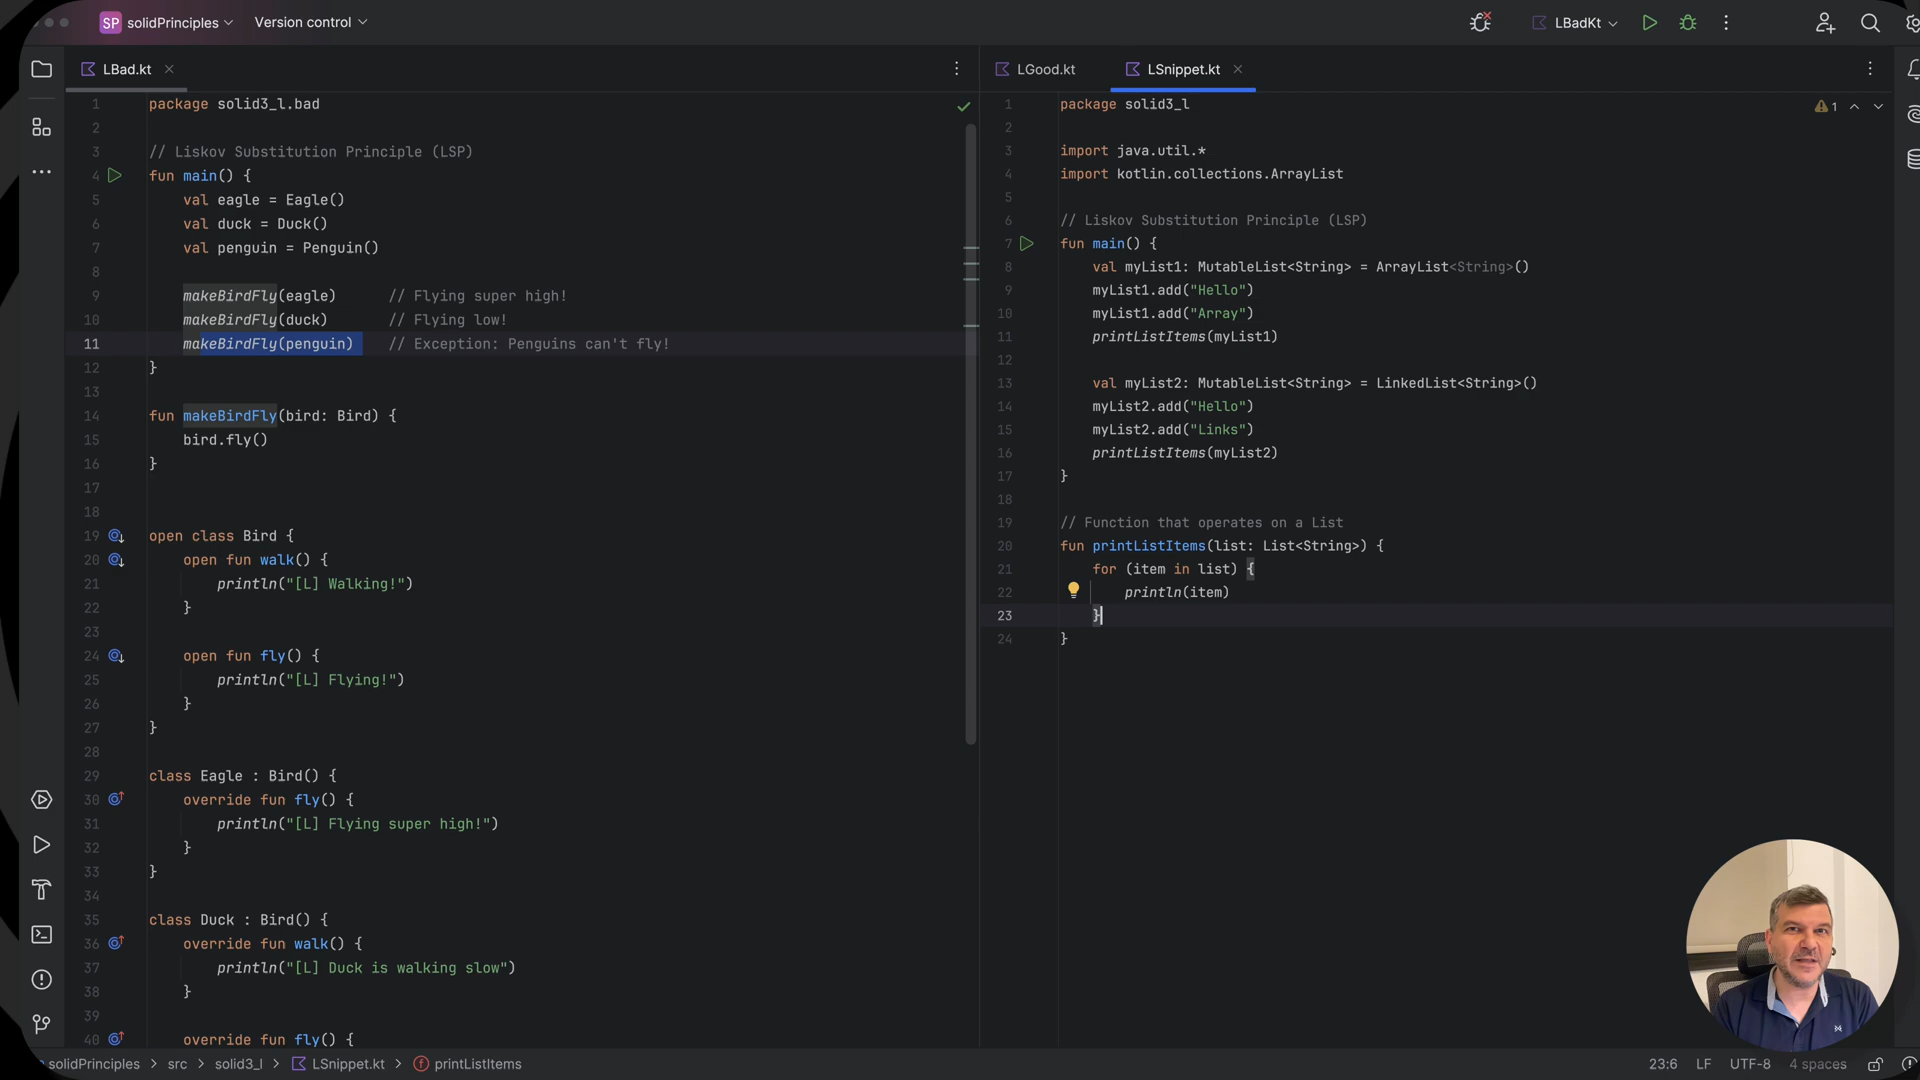 SP solidPrinciples Version control LBadKt
LBad.kt
1 package solid3_l.bad
2
3 // Liskov Substitution Principle (LSP)
4 fun main() {
5 val eagle = Eagle()
6 val duck = Duck()
7 val penguin = Penguin()
8
9 makeBirdFly(eagle) // Flying super high!
10 makeBirdFly(duck) // Flying low!
11 makeBirdFly(penguin) // Exception: Penguins can't fly!
12 }
13
14 fun makeBirdFly(bird: Bird) {
15 bird.fly()
16 }
17
18
19 open class Bird {
20 open fun walk() {
21 println("[L] Walking!")
22 }
23
24 open fun fly() {
25 println("[L] Flying!")
26 }
27 }
28
29 class Eagle : Bird() {
30 override fun fly() {
31 println("[L] Flying super high!")
32 }
33 }
34
35 class Duck : Bird() {
36 override fun walk() {
37 println("[L] Duck is walking slow")
38 }
39
40 override fun fly() {
LGood.kt LSnippet.kt
1 package solid3_l
1
2
3 import java.util.*
4 import kotlin.collections.ArrayList
5
6 // Liskov Substitution Principle (LSP)
7 fun main() {
8 val myList1: MutableList<String> = ArrayList<String>()
9 myList1.add("Hello")
10 myList1.add("Array")
11 printListItems(myList1)
12
13 val myList2: MutableList<String> = LinkedList<String>()
14 myList2.add("Hello")
15 myList2.add("Links")
16 printListItems(myList2)
17 }
18
19 // Function that operates on a List
20 fun printListItems(list: List<String>) {
21 for (item in list) {
22 println(item)
23 }
24 }
solidPrinciples > src > solid3_l > LSnippet.kt > f printListItems
23:6 LF UTF-8 4 spaces